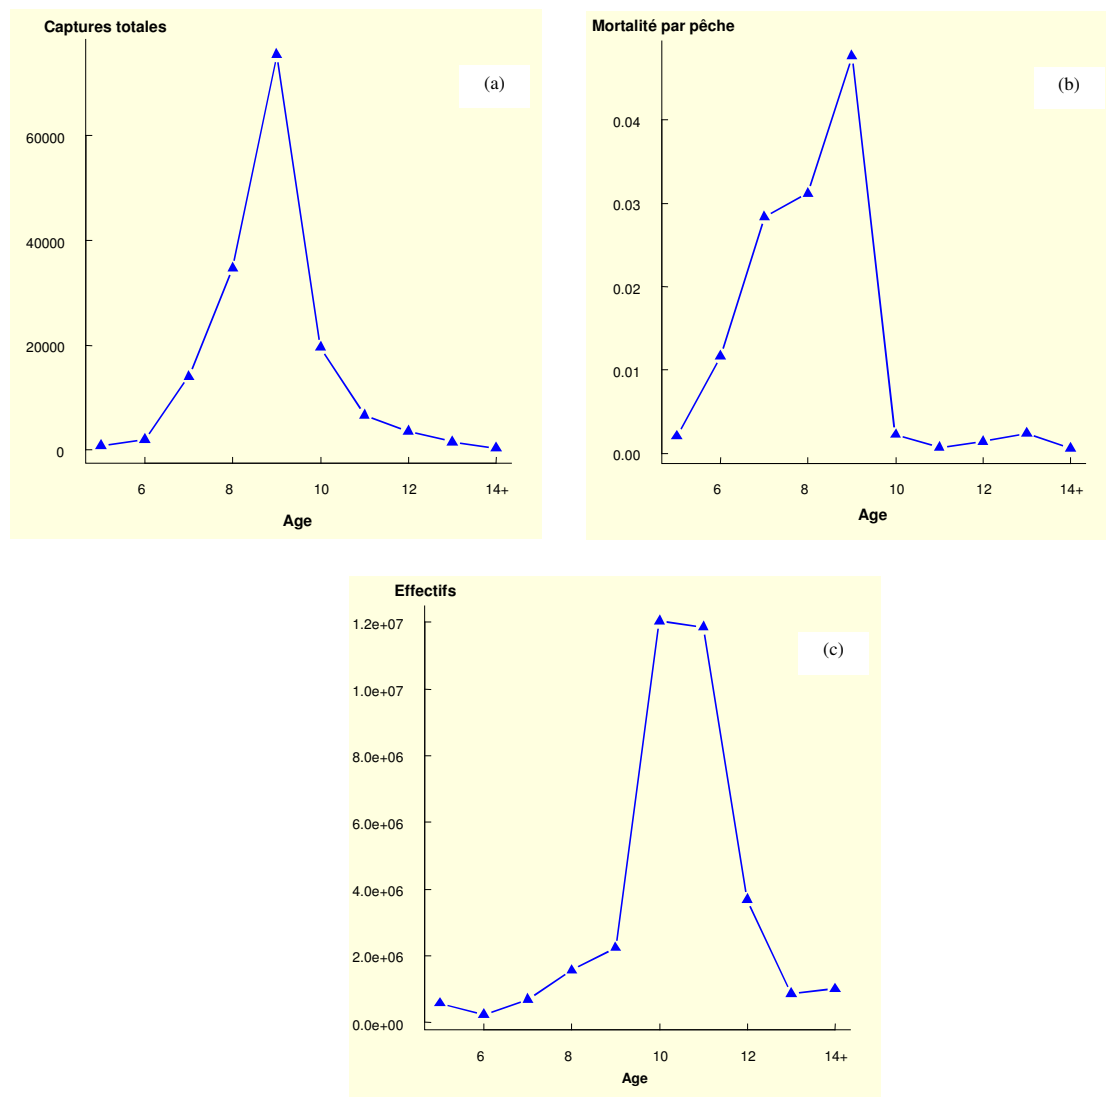 Captures totales
(a)
60000
40000
20000
0
6 8 10 12 14+
Age
Mortalité par pêche
(b)
0.04
0.03
0.02
0.01
0.00
6 8 10 12 14+
Age
Effectifs
(c)
1.2e+07
1.0e+07
8.0e+06
6.0e+06
4.0e+06
2.0e+06
0.0e+00
6 8 10 12 14+
Age